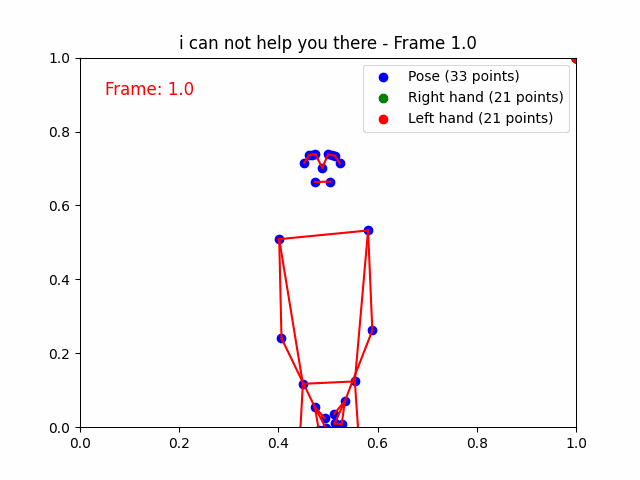 i can not help you there - Frame 1.0
Frame: 1.0
Pose (33 points)
Right hand (21 points)
Left hand (21 points)
1.0
0.8
0.6
0.4
0.2
0.0
0.0 0.2 0.4 0.6 0.8 1.0